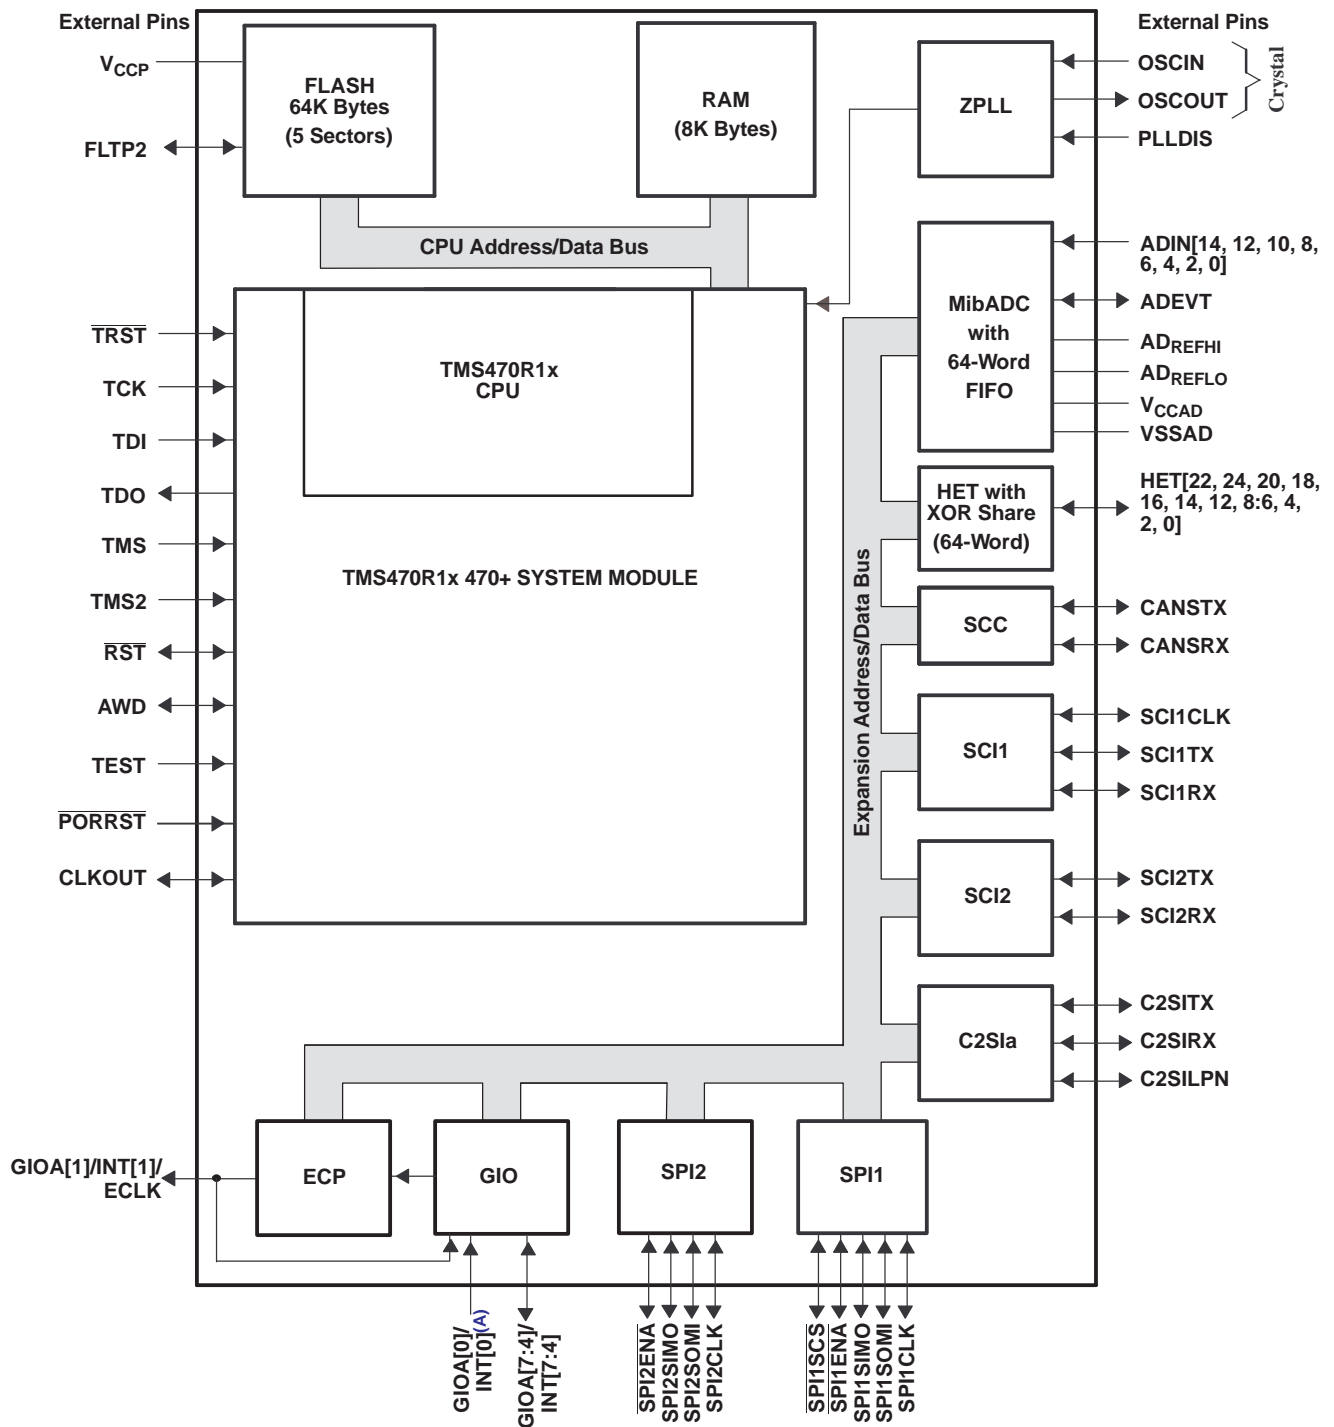 External Pins
V_CCP
FLTP2
TRST
TCK
TDI
TDO
TMS
TMS2
RST
AWD
TEST
PORRST
CLKOUT
GIOA[1]/INT[1]/
ECLK
FLASH
64K Bytes
(5 Sectors)
RAM
(8K Bytes)
CPU Address/Data Bus
TMS470R1x
CPU
TMS470R1x 470+ SYSTEM MODULE
Expansion Address/Data Bus
ZPLL
MibADC
with
64-Word
FIFO
HET with
XOR Share
(64-Word)
SCC
SCI1
SCI2
C2SIa
ECP
GIO
SPI2
SPI1
External Pins
OSCIN
OSCOUT
Crystal
PLLDIS
ADIN[14, 12, 10, 8,
6, 4, 2, 0]
ADEVT
AD_REFHI
AD_REFLO
V_CCAD
VSSAD
HET[22, 24, 20, 18,
16, 14, 12, 8:6, 4,
2, 0]
CANSTX
CANSRX
SCI1CLK
SCI1TX
SCI1RX
SCI2TX
SCI2RX
C2SITX
C2SIRX
C2SILPN
GIOA[0]/
INT[0](A)
GIOA[7:4]/
INT[7:4]
SPI2ENA
SPI2SIMO
SPI2SOMI
SPI2CLK
SPI1SCS
SPI1ENA
SPI1SIMO
SPI1SOMI
SPI1CLK